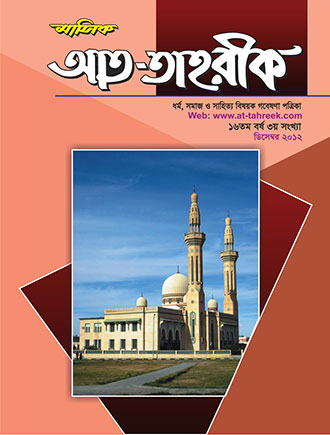 মাসিক
আত-তাহরীক
ধর্ম, সমাজ ও সাহিত্য বিষয়ক গবেষণা পত্রিকা
Web: www.at-tahreek.com
১৬তম বর্ষ ৩য় সংখ্যা
ডিসেম্বর ২০১২